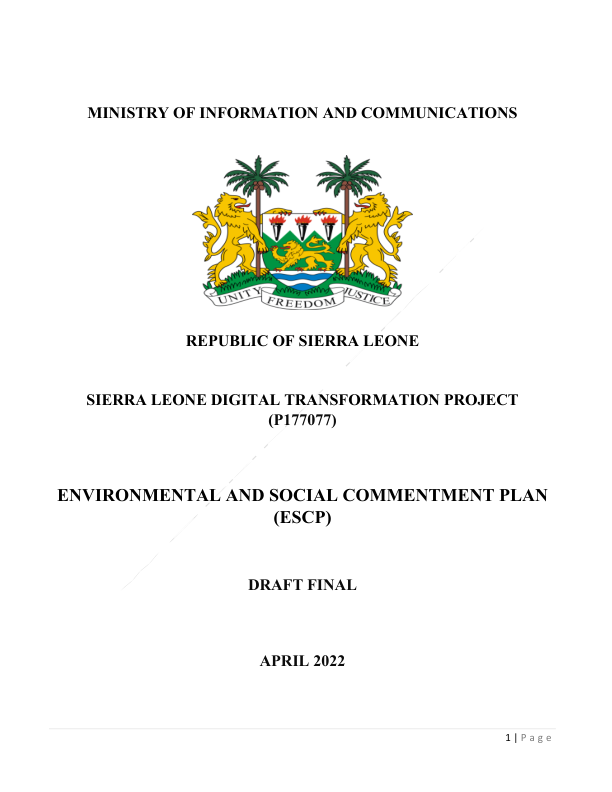 MINISTRY OF INFORMATION AND COMMUNICATIONS
UNITY FREEDOM JUSTICE
REPUBLIC OF SIERRA LEONE
SIERRA LEONE DIGITAL TRANSFORMATION PROJECT
(P177077)
ENVIRONMENTAL AND SOCIAL COMMENTMENT PLAN
(ESCP)
DRAFT FINAL
APRIL 2022
1 | Page